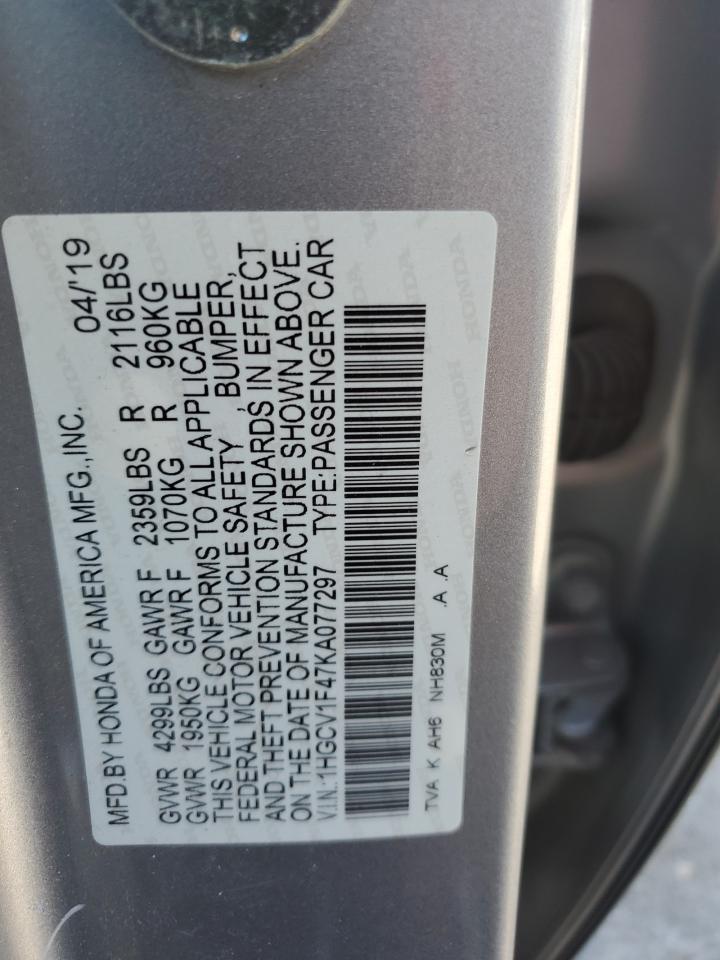 MFD.BY HONDA OF AMERICA MFG.,INC. 04/'19
GVWR 4299LBS GAWR F 2359LBS R 2116LBS
GVWR 1950KG GAWR F 1070KG R 960KG
THIS VEHICLE CONFORMS TO ALL APPLICABLE
FEDERAL MOTOR VEHICLE SAFETY , BUMPER,
AND THEFT PREVENTION STANDARDS IN EFFECT
ON THE DATE OF MANUFACTURE SHOWN ABOVE.
V.I.N.:1HGCV1F47KA077297 TYPE:PASSENGER CAR
TVA K AH6 NH830M .A .A
HONDA